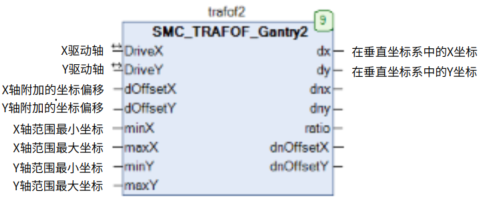 trafof2
9
SMC_TRAFOF_Gantry2
X驱动轴 DriveX dx 在垂直坐标系中的X坐标
Y驱动轴 DriveY dy 在垂直坐标系中的Y坐标
X轴附加的坐标偏移 dOffsetX dnx
Y轴附加的坐标偏移 dOffsetY dny
X轴范围最小坐标 minX ratio
X轴范围最大坐标 maxX dnOffsetX
Y轴范围最小坐标 minY dnOffsetY
Y轴范围最大坐标 maxY